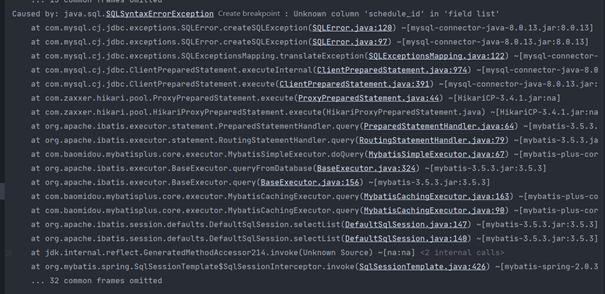 ... 15 common frames omitted
Caused by: java.sql.SQLSyntaxErrorException Create breakpoint : Unknown column 'schedule_id' in 'field list'
at com.mysql.cj.jdbc.exceptions.SQLError.createSQLException(SQLError.java:120) ~[mysql-connector-java-8.0.13.jar:8.0.13]
at com.mysql.cj.jdbc.exceptions.SQLError.createSQLException(SQLError.java:97) ~[mysql-connector-java-8.0.13.jar:8.0.13]
at com.mysql.cj.jdbc.exceptions.SQLExceptionsMapping.translateException(SQLExceptionsMapping.java:122) ~[mysql-connector-
at com.mysql.cj.jdbc.ClientPreparedStatement.executeInternal(ClientPreparedStatement.java:974) ~[mysql-connector-java-8.0
at com.mysql.cj.jdbc.ClientPreparedStatement.execute(ClientPreparedStatement.java:391) ~[mysql-connector-java-8.0.13.jar:
at com.zaxxer.hikari.pool.ProxyPreparedStatement.execute(ProxyPreparedStatement.java:44) ~[HikariCP-3.4.1.jar:na]
at com.zaxxer.hikari.pool.HikariProxyPreparedStatement.execute(HikariProxyPreparedStatement.java) ~[HikariCP-3.4.1.jar:na
at org.apache.ibatis.executor.statement.PreparedStatementHandler.query(PreparedStatementHandler.java:64) ~[mybatis-3.5.3.
at org.apache.ibatis.executor.statement.RoutingStatementHandler.query(RoutingStatementHandler.java:79) ~[mybatis-3.5.3.ja
at com.baomidou.mybatisplus.core.executor.MybatisSimpleExecutor.doQuery(MybatisSimpleExecutor.java:67) ~[mybatis-plus-cor
at org.apache.ibatis.executor.BaseExecutor.queryFromDatabase(BaseExecutor.java:324) ~[mybatis-3.5.3.jar:3.5.3]
at org.apache.ibatis.executor.BaseExecutor.query(BaseExecutor.java:156) ~[mybatis-3.5.3.jar:3.5.3]
at com.baomidou.mybatisplus.core.executor.MybatisCachingExecutor.query(MybatisCachingExecutor.java:163) ~[mybatis-plus-co
at com.baomidou.mybatisplus.core.executor.MybatisCachingExecutor.query(MybatisCachingExecutor.java:90) ~[mybatis-plus-cor
at org.apache.ibatis.session.defaults.DefaultSqlSession.selectList(DefaultSqlSession.java:147) ~[mybatis-3.5.3.jar:3.5.3]
at org.apache.ibatis.session.defaults.DefaultSqlSession.selectList(DefaultSqlSession.java:140) ~[mybatis-3.5.3.jar:3.5.3]
at jdk.internal.reflect.GeneratedMethodAccessor214.invoke(Unknown Source) ~[na:na] <2 internal calls>
at org.mybatis.spring.SqlSessionTemplate$SqlSessionInterceptor.invoke(SqlSessionTemplate.java:426) ~[mybatis-spring-2.0.3
... 32 common frames omitted